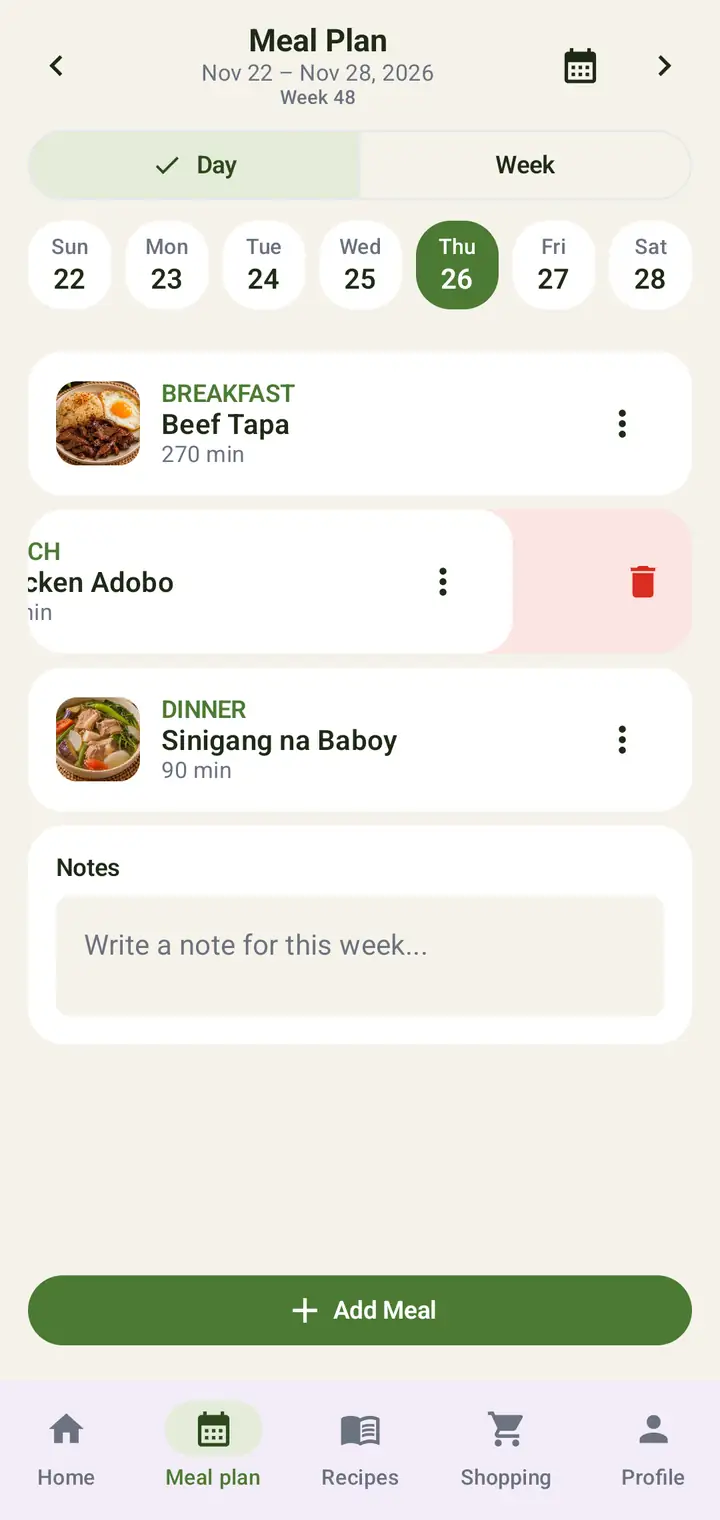 Meal Plan
Nov 22 – Nov 28, 2026
Week 48
Day
Week
Sun
22
Mon
23
Tue
24
Wed
25
Thu
26
Fri
27
Sat
28
BREAKFAST
Beef Tapa
270 min
CH
cken Adobo
min
DINNER
Sinigang na Baboy
90 min
Notes
Write a note for this week...
Add Meal
Home
Meal plan
Recipes
Shopping
Profile